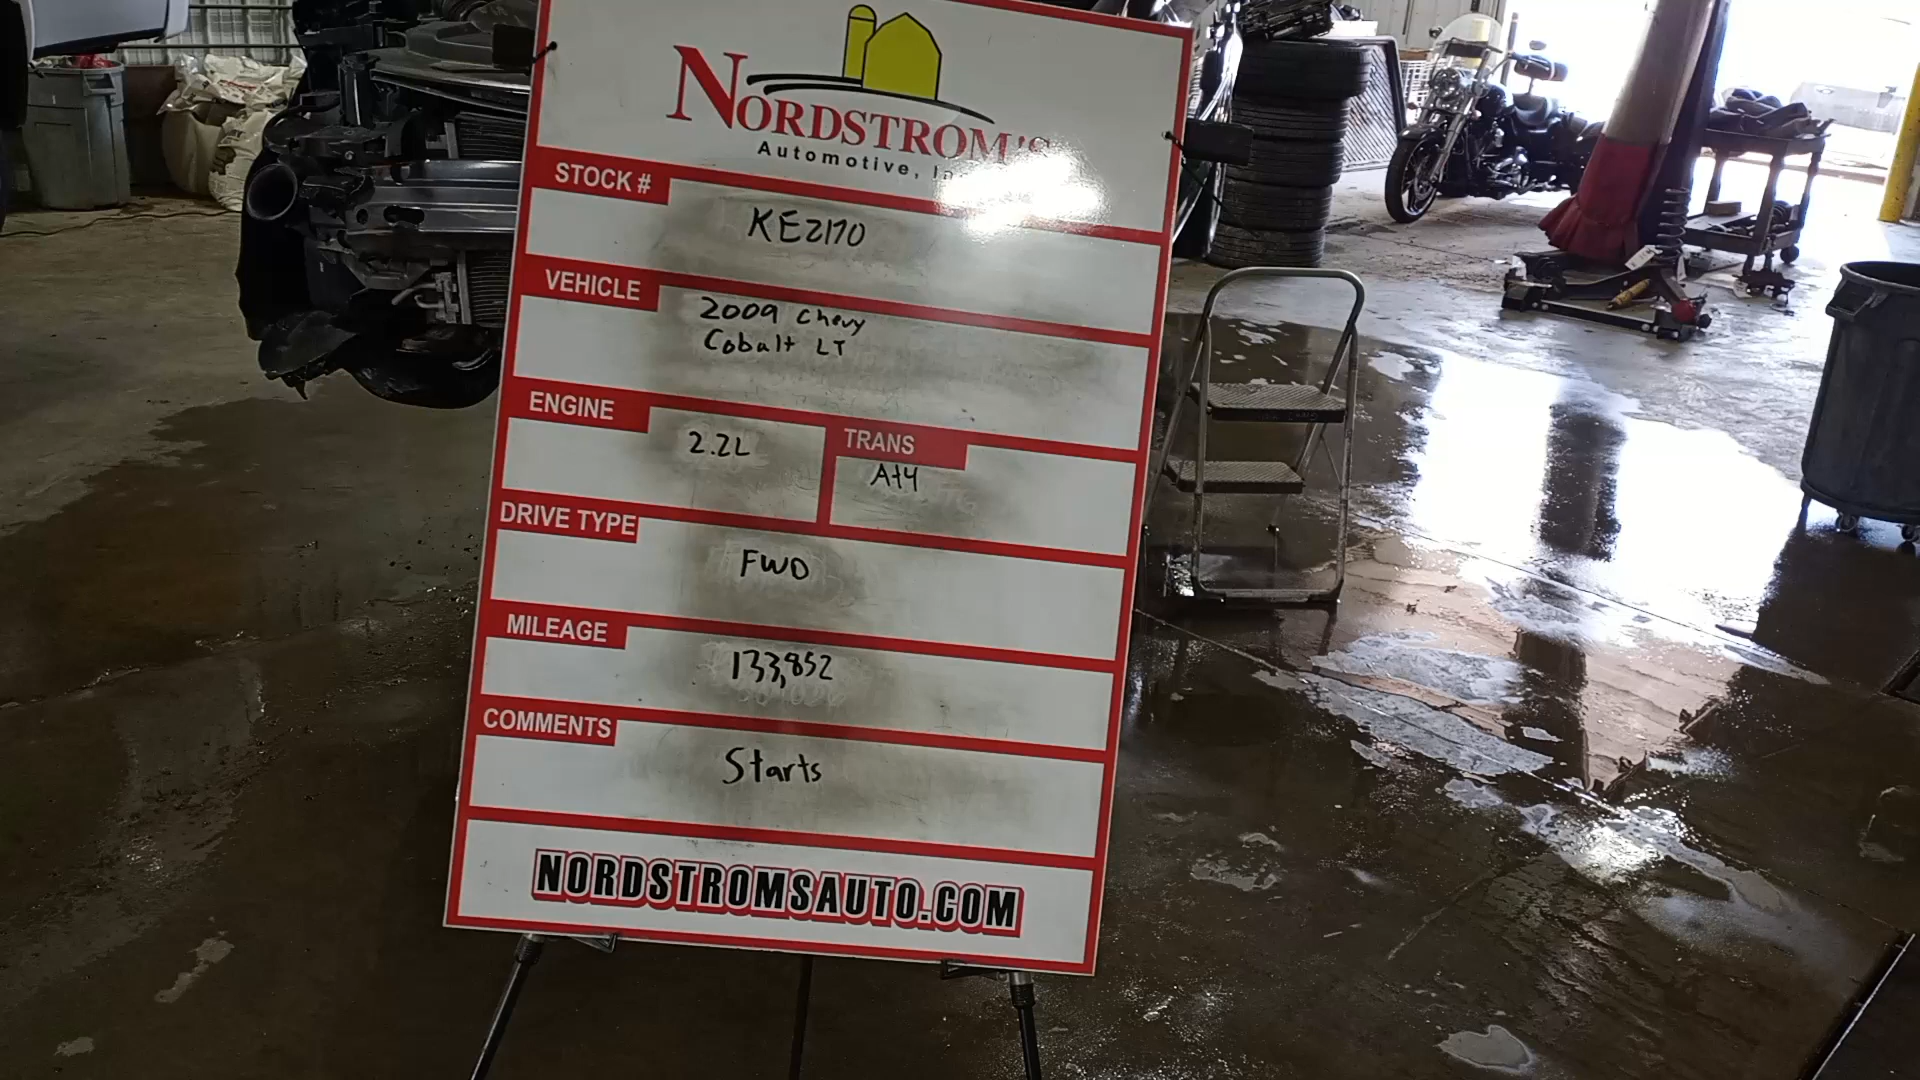 NORDSTROM'S
Automotive, Inc.
STOCK #
KE2170
VEHICLE
2009 Chevy
Cobalt LT
ENGINE
2.2L
TRANS
At4
DRIVE TYPE
FWD
MILEAGE
133,852
COMMENTS
Starts
NORDSTROMSAUTO.COM